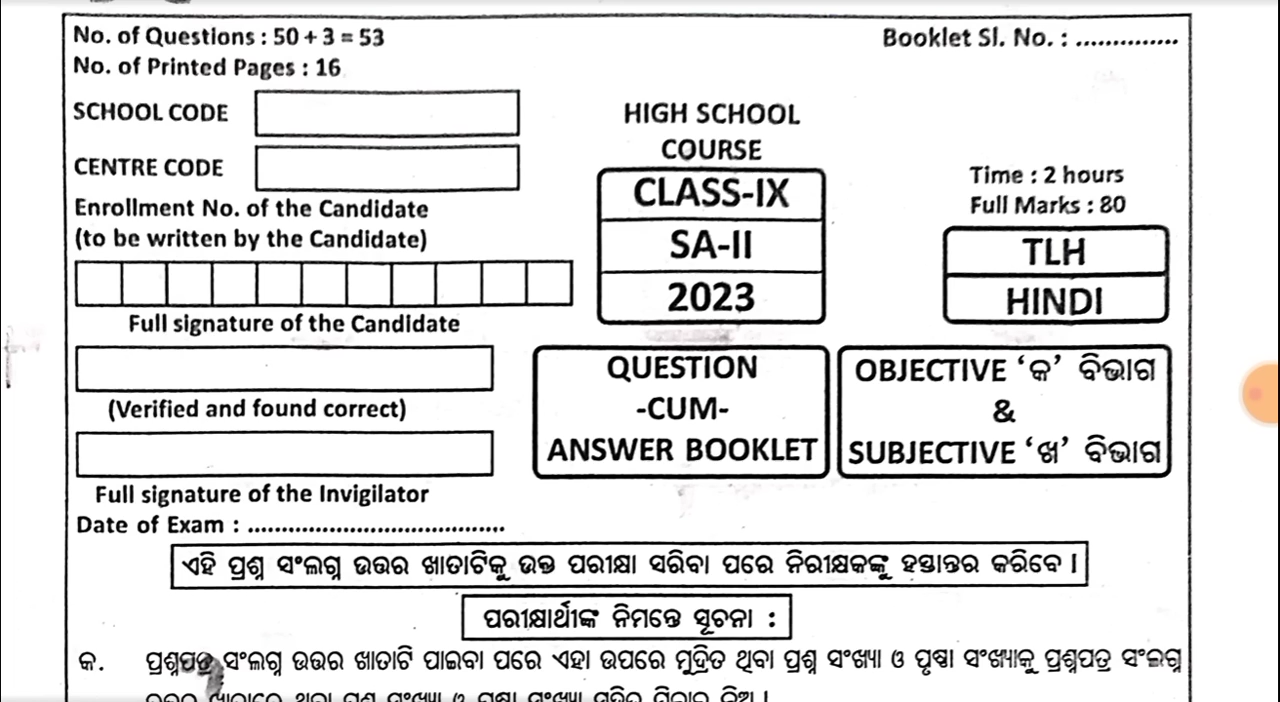 No. of Questions : 50 + 3 = 53
Booklet Sl. No. : ..............
No. of Printed Pages : 16
SCHOOL CODE
HIGH SCHOOL
COURSE
CENTRE CODE
CLASS-IX
Time : 2 hours
Full Marks : 80
Enrollment No. of the Candidate
(to be written by the Candidate)
SA-II
TLH
2023
HINDI
Full signature of the Candidate
QUESTION
-CUM-
ANSWER BOOKLET
OBJECTIVE ‘କ’ ବିଭାଗ
&
SUBJECTIVE ‘ଖ’ ବିଭାଗ
(Verified and found correct)
Full signature of the Invigilator
Date of Exam : ......................................
ଏହି ପ୍ରଶ୍ନ ସଂଲଗ୍ନ ଉତ୍ତର ଖାତାଟିକୁ ଉକ୍ତ ପରୀକ୍ଷା ସରିବା ପରେ ନିରୀକ୍ଷକଙ୍କୁ ହସ୍ତାନ୍ତର କରିବେ ।
ପରୀକ୍ଷାର୍ଥୀଙ୍କ ନିମନ୍ତେ ସୂଚନା :
କ. ପ୍ରଶ୍ନପତ୍ର ସଂଲଗ୍ନ ଉତ୍ତର ଖାତାଟି ପାଇବା ପରେ ଏହା ଉପରେ ମୁଦ୍ରିତ ଥିବା ପ୍ରଶ୍ନ ସଂଖ୍ୟା ଓ ପୃଷ୍ଠା ସଂଖ୍ୟାକୁ ପ୍ରଶ୍ନପତ୍ର ସଂଲଗ୍ନ